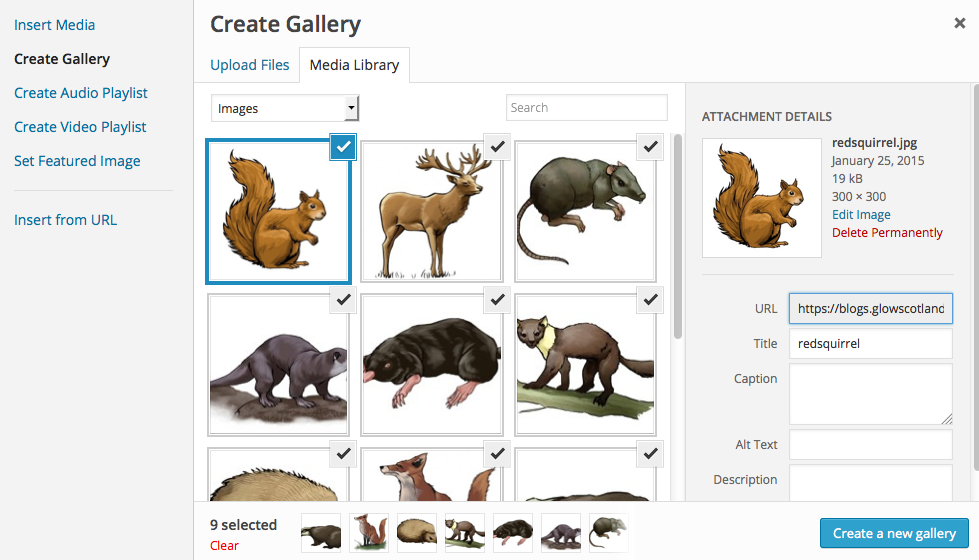 Insert Media
Create Gallery
Create Audio Playlist
Create Video Playlist
Set Featured Image
Insert from URL
Create Gallery
Upload Files
Media Library
Images
Search
ATTACHMENT DETAILS
redsquirrel.jpg
January 25, 2015
19 kB
300 × 300
Edit Image
Delete Permanently
URL https://blogs.glowscotland
Title redsquirrel
Caption
Alt Text
Description
9 selected
Clear
Create a new gallery